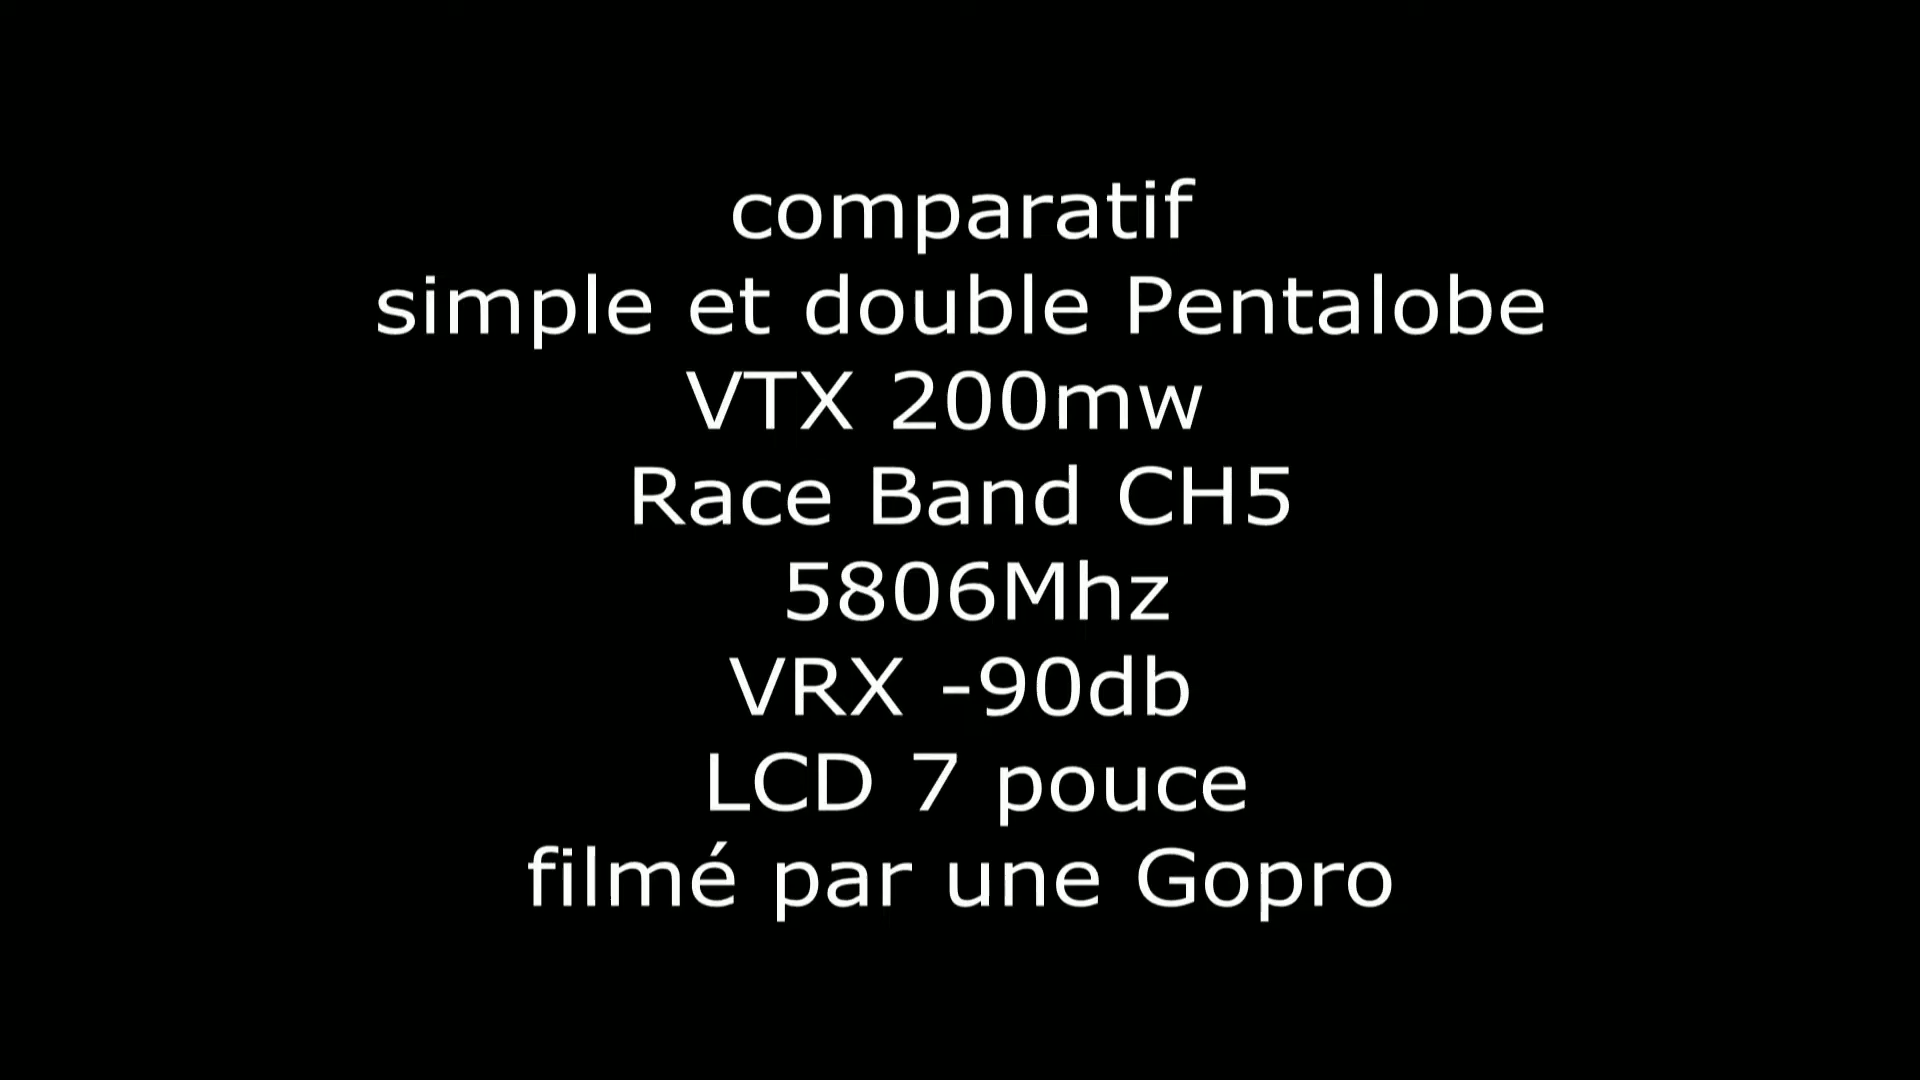 comparatif
simple et double Pentalobe
VTX 200mw
Race Band CH5
5806Mhz
VRX -90db
LCD 7 pouce
filmé par une Gopro